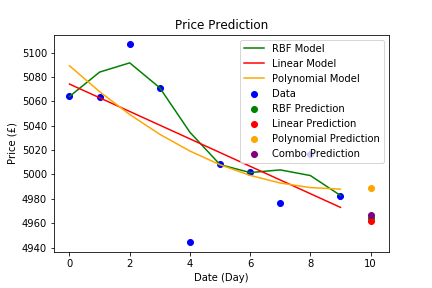 Price Prediction
RBF Model
Linear Model
Polynomial Model
Data
RBF Prediction
Linear Prediction
Polynomial Prediction
Combo Prediction
Price (£)
5100
5080
5060
5040
5020
5000
4980
4960
4940
0 2 4 6 8 10
Date (Day)